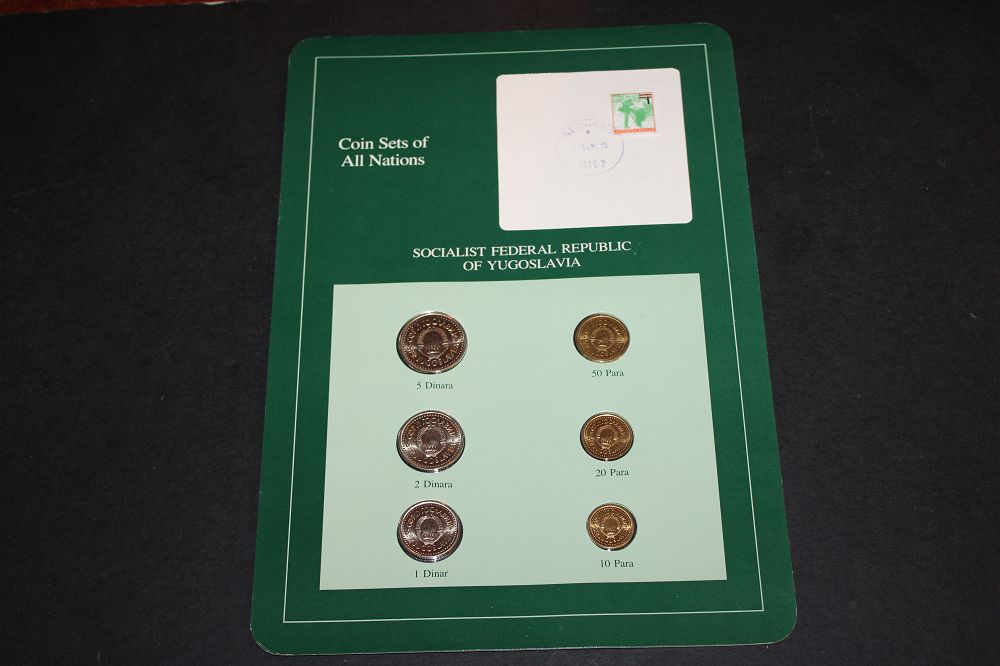 Coin Sets of
All Nations
SOCIALIST FEDERAL REPUBLIC
OF YUGOSLAVIA
5 Dinara
50 Para
2 Dinara
20 Para
1 Dinar
10 Para